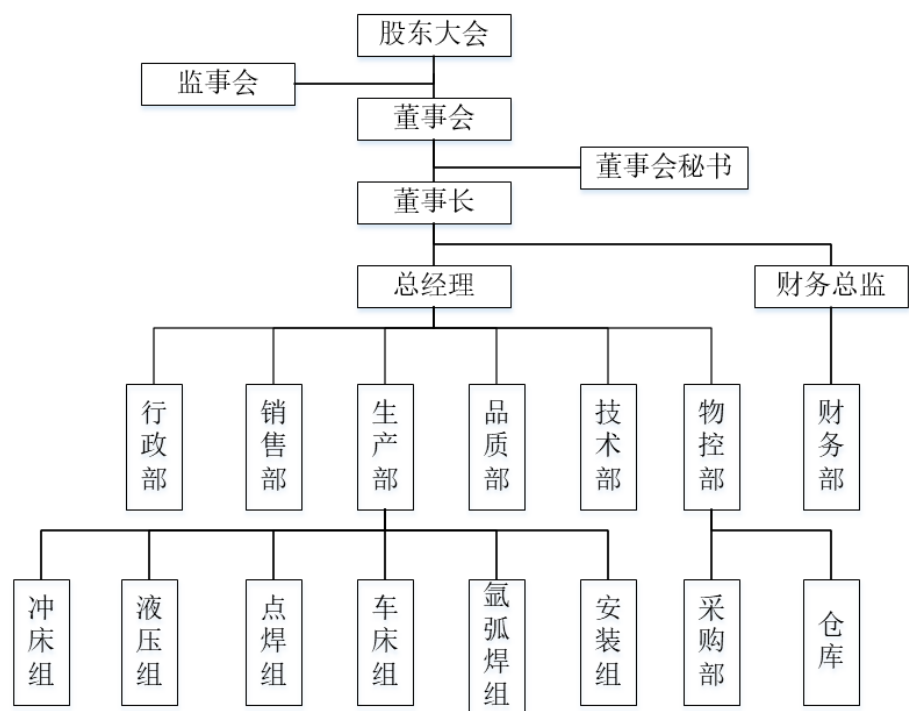 股东大会
监事会
董事会
董事会秘书
董事长
总经理
财务总监
行政部
销售部
生产部
品质部
技术部
物控部
财务部
冲床组
液压组
点焊组
车床组
氩弧焊组
安装组
采购部
仓库